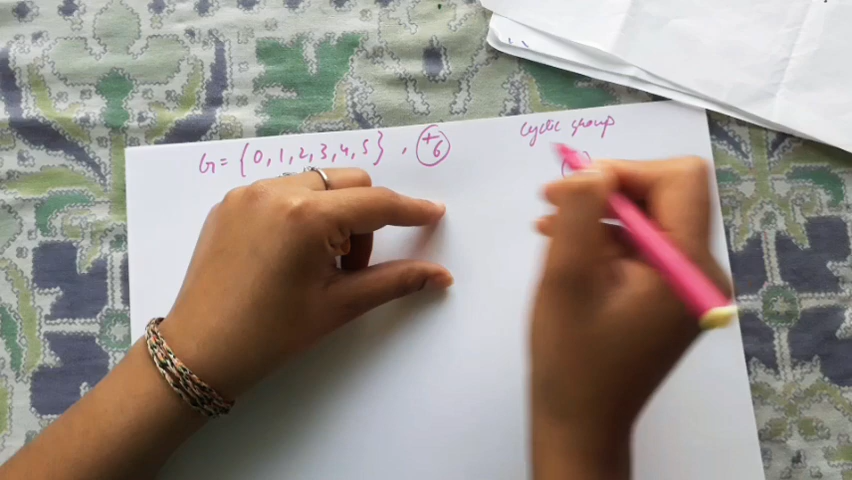 G = {0, 1, 2, 3, 4, 5} , +6
cyclic group